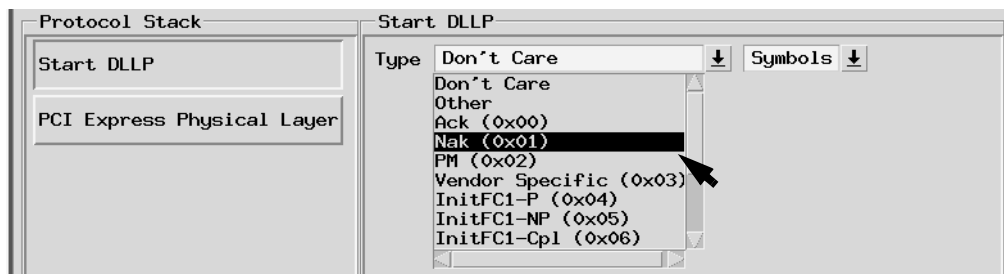 Protocol Stack
Start DLLP
PCI Express Physical Layer
Start DLLP
Type Don't Care Symbols
Don't Care
Other
Ack (0x00)
Nak (0x01)
PM (0x02)
Vendor Specific (0x03)
InitFC1-P (0x04)
InitFC1-NP (0x05)
InitFC1-Cpl (0x06)